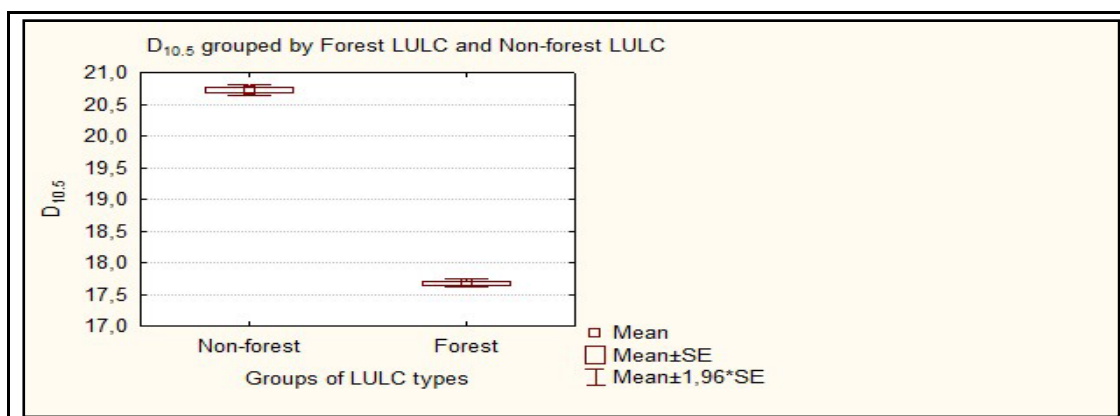 D10.5 grouped by Forest LULC and Non-forest LULC
21,0
20,5
20,0
19,5
19,0
18,5
18,0
17,5
17,0
D10.5
Non-forest Forest
Groups of LULC types
Mean
Mean±SE
Mean±1,96*SE